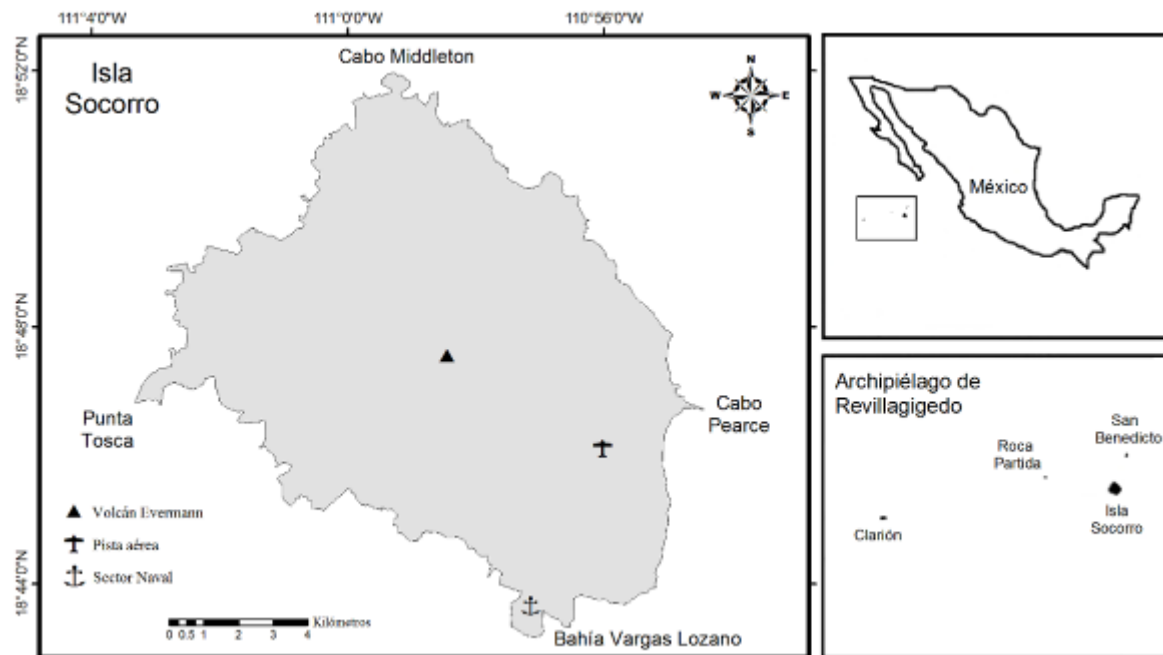 111°4'0"W
111°0'0"W
110°56'0"W
18°52'0"N
18°48'0"N
18°44'0"N
Isla
Socorro
Cabo Middleton
N
W
E
S
Punta
Tosca
Cabo
Pearce
Volcán Evermann
Pista aérea
Sector Naval
Kilómetros
0 0.5 1 2 3 4
Bahía Vargas Lozano
México
Archipiélago de
Revillagigedo
San
Benedicto
Roca
Partida
Isla
Socorro
Clarión